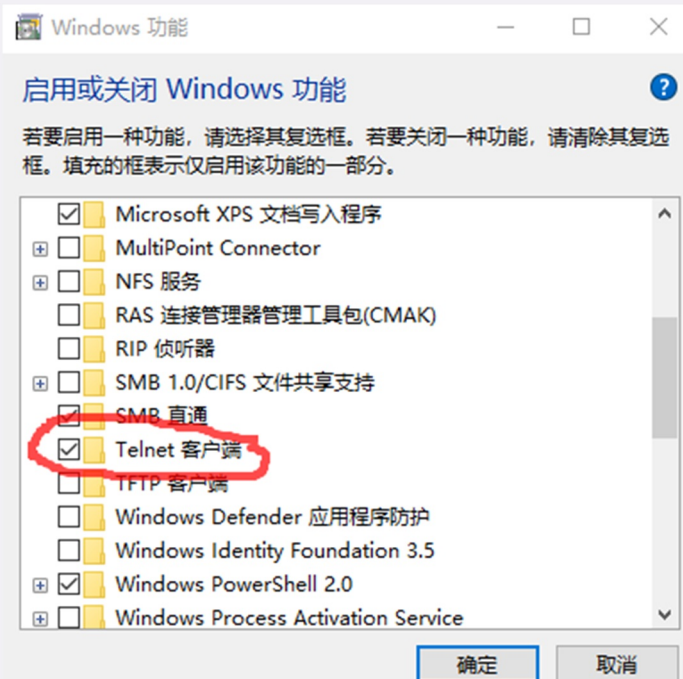 Windows 功能
启用或关闭 Windows 功能
若要启用一种功能，请选择其复选框。若要关闭一种功能，请清除其复选
框。填充的框表示仅启用该功能的一部分。
Microsoft XPS 文档写入程序
MultiPoint Connector
NFS 服务
RAS 连接管理器管理工具包(CMAK)
RIP 侦听器
SMB 1.0/CIFS 文件共享支持
SMB 直通
Telnet 客户端
TFTP 客户端
Windows Defender 应用程序防护
Windows Identity Foundation 3.5
Windows PowerShell 2.0
Windows Process Activation Service
确定
取消